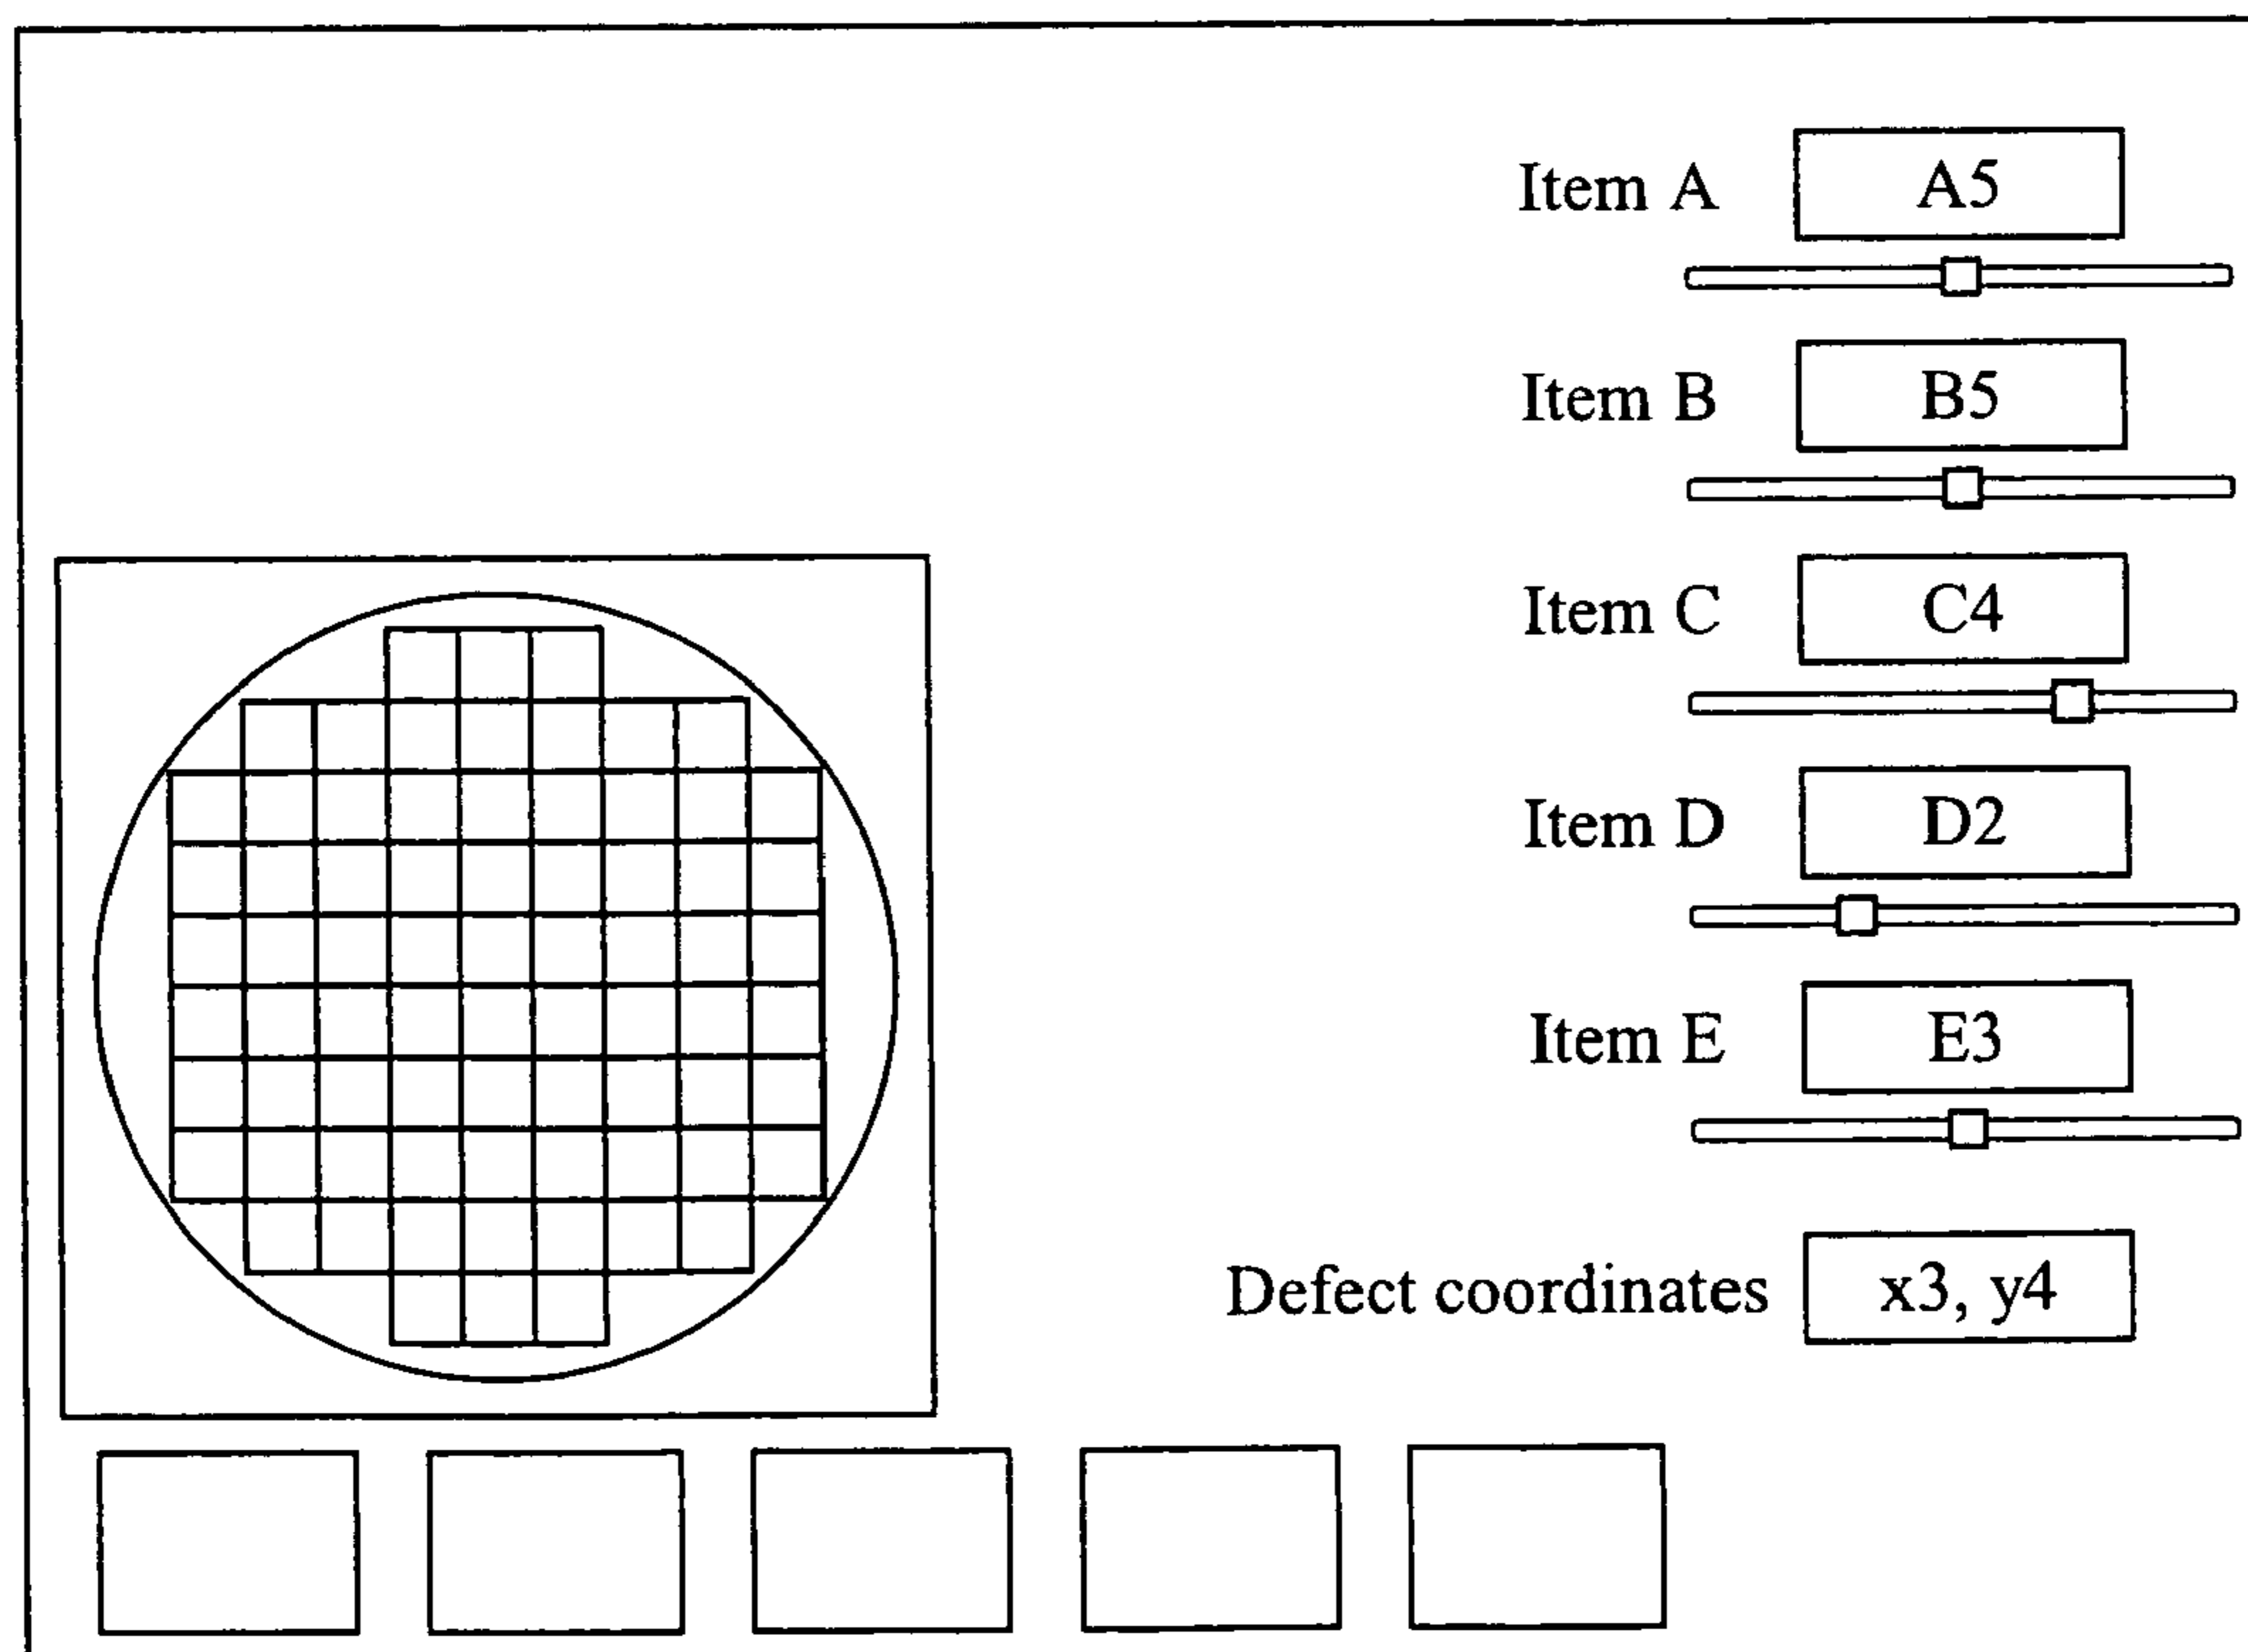 Item A A5
Item B B5
Item C C4
Item D D2
Item E E3
Defect coordinates x3, y4